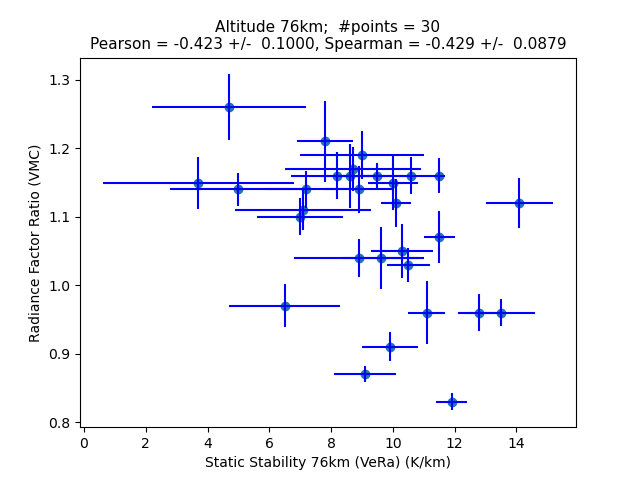 Altitude 76km;  #points = 30
Pearson = -0.423 +/-  0.1000, Spearman = -0.429 +/-  0.0879
1.3
1.2
1.1
1.0
0.9
0.8
Radiance Factor Ratio (VMC)
0 2 4 6 8 10 12 14
Static Stability 76km (VeRa) (K/km)